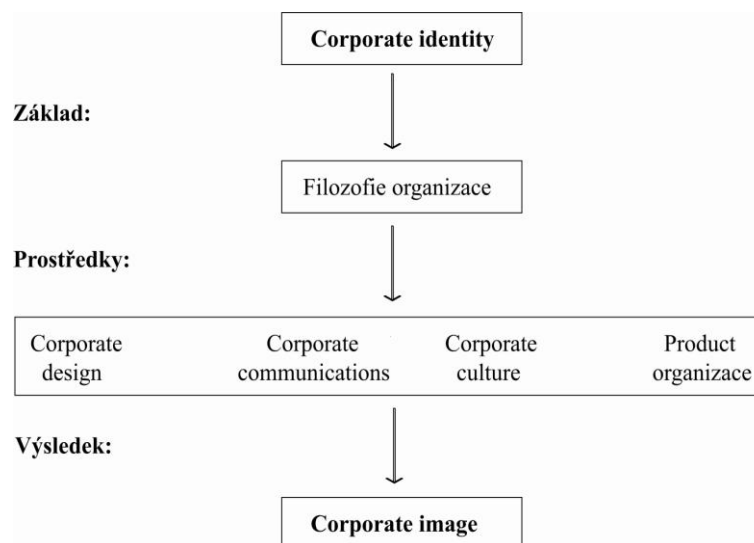 Corporate identity
Základ:
Filozofie organizace
Prostředky:
Corporate Corporate Corporate Product
design communications culture organizace
Výsledek:
Corporate image